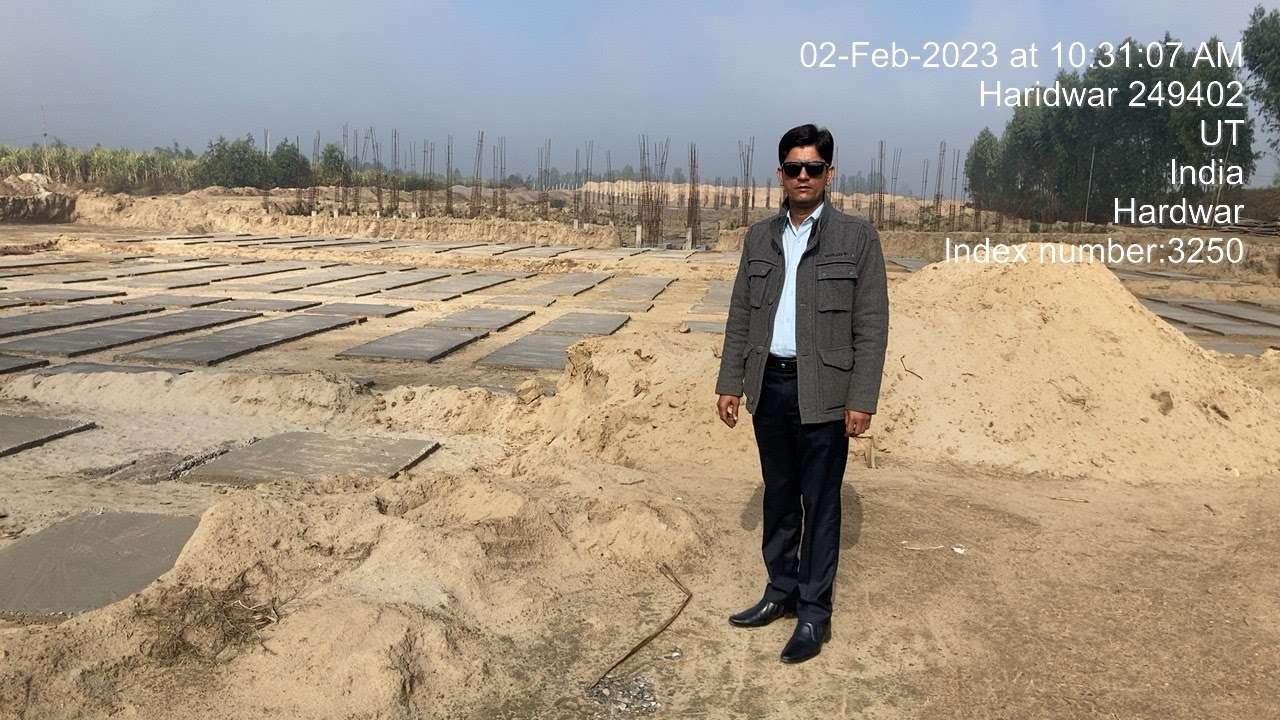 02-Feb-2023 at 10:31:07 AM
Haridwar 249402
UT
India
Hardwar
Index number:3250